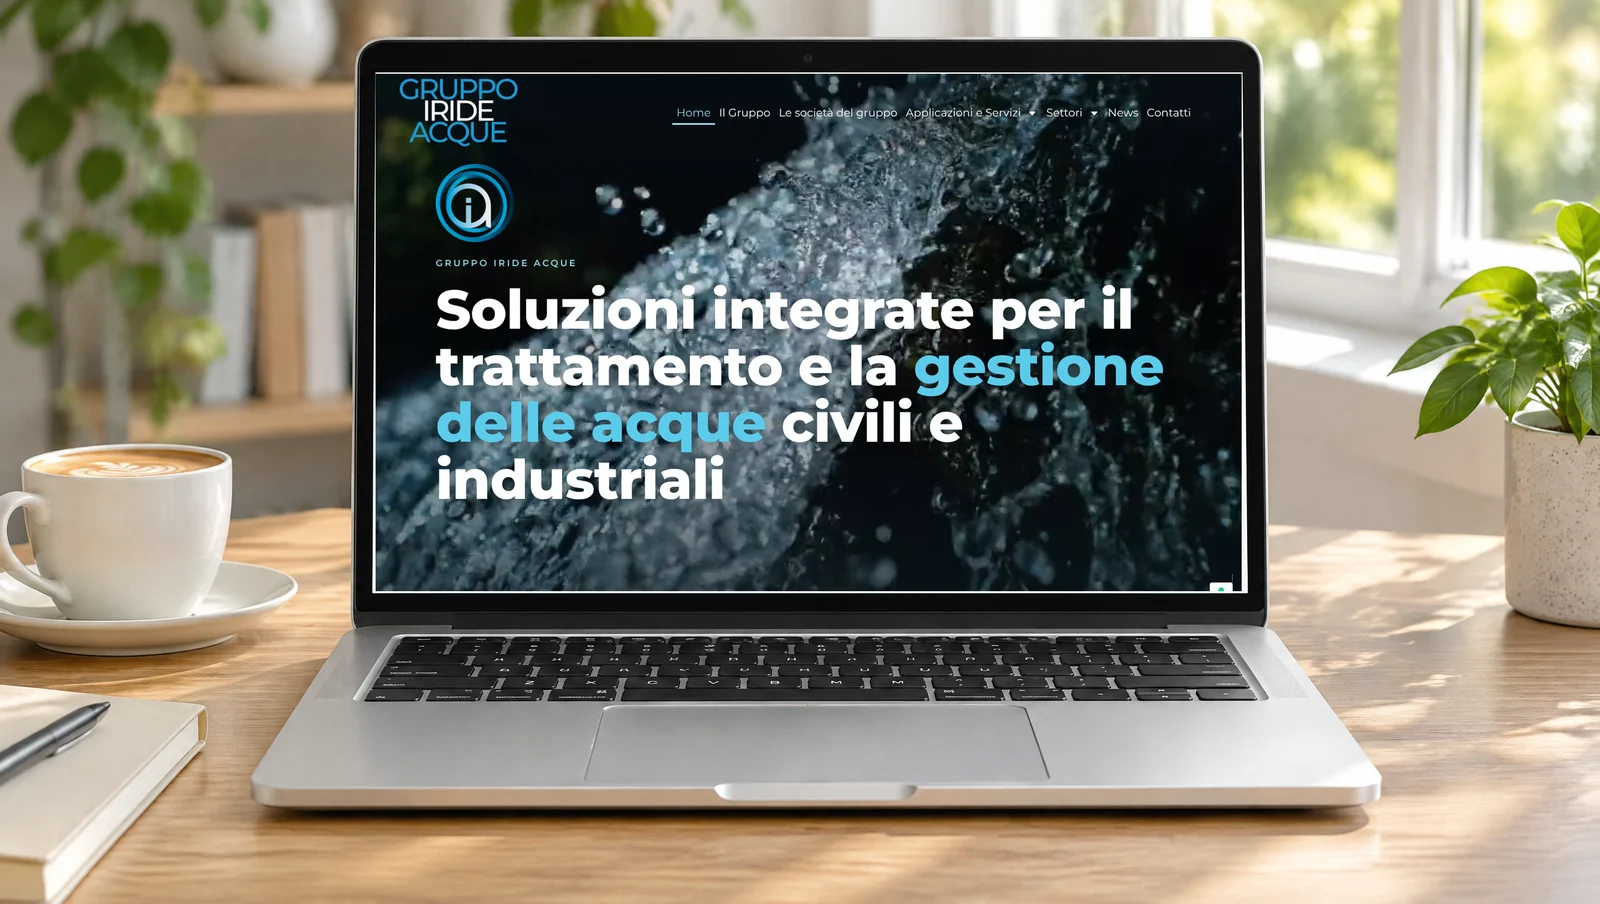 GRUPPO
IRIDE
ACQUE
Home Il Gruppo Le società del gruppo Applicazioni e Servizi Settori News Contatti
GRUPPO IRIDE ACQUE
Soluzioni integrate per il
trattamento e la gestione
delle acque civili e
industriali